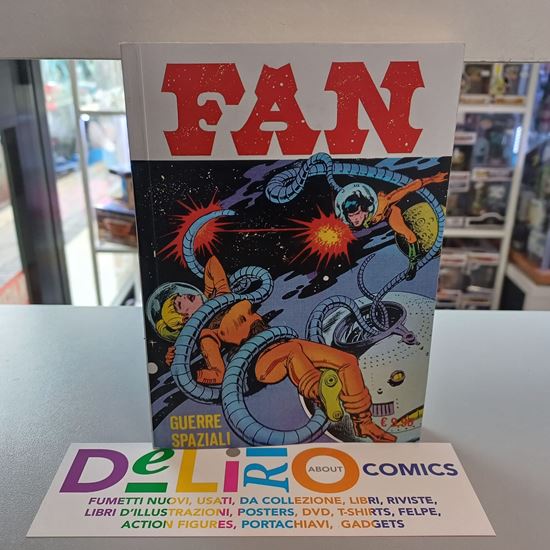 FAN
GUERRE
SPAZIALI
DeLiRIO ABOUT COMICS
FUMETTI NUOVI, USATI, DA COLLEZIONE, LIBRI, RIVISTE,
LIBRI D'ILLUSTRAZIONI, POSTERS, DVD, T-SHIRTS, FELPE,
ACTION FIGURES, PORTACHIAVI, GADGETS